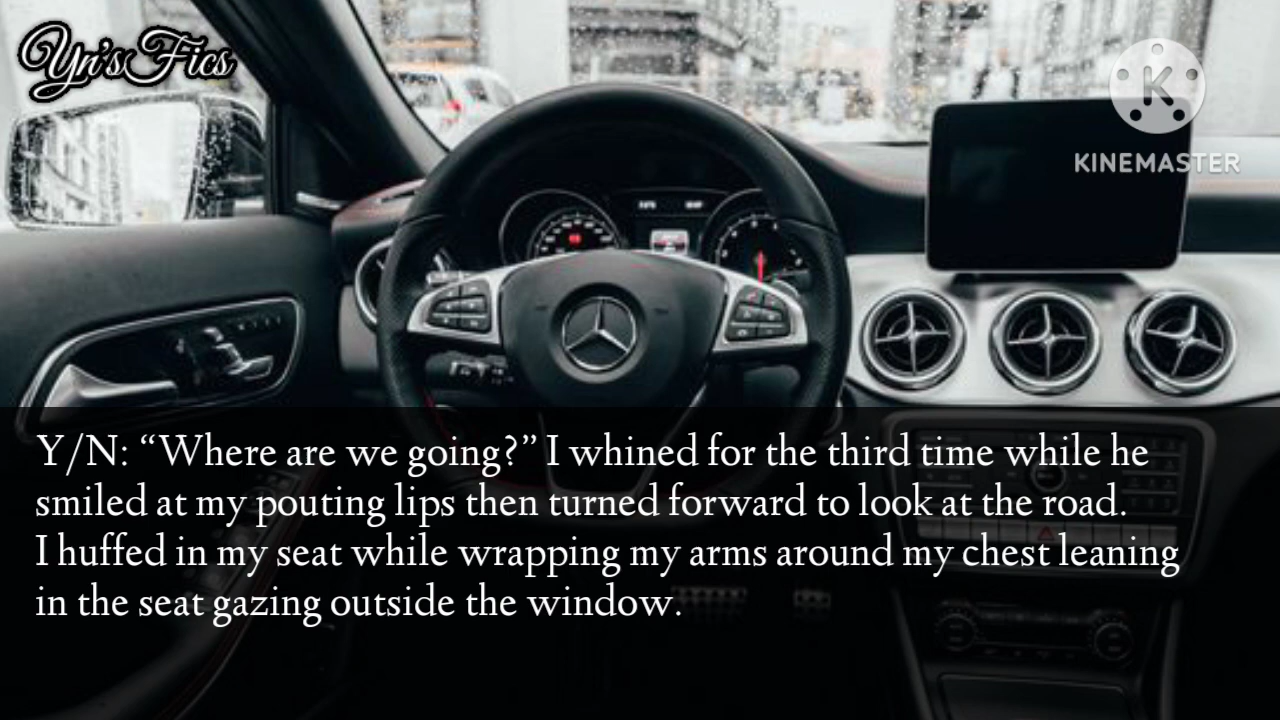 Yn's Fics
K
KINEMASTER
Y/N: “Where are we going?” I whined for the third time while he
smiled at my pouting lips then turned forward to look at the road.
I huffed in my seat while wrapping my arms around my chest leaning
in the seat gazing outside the window.